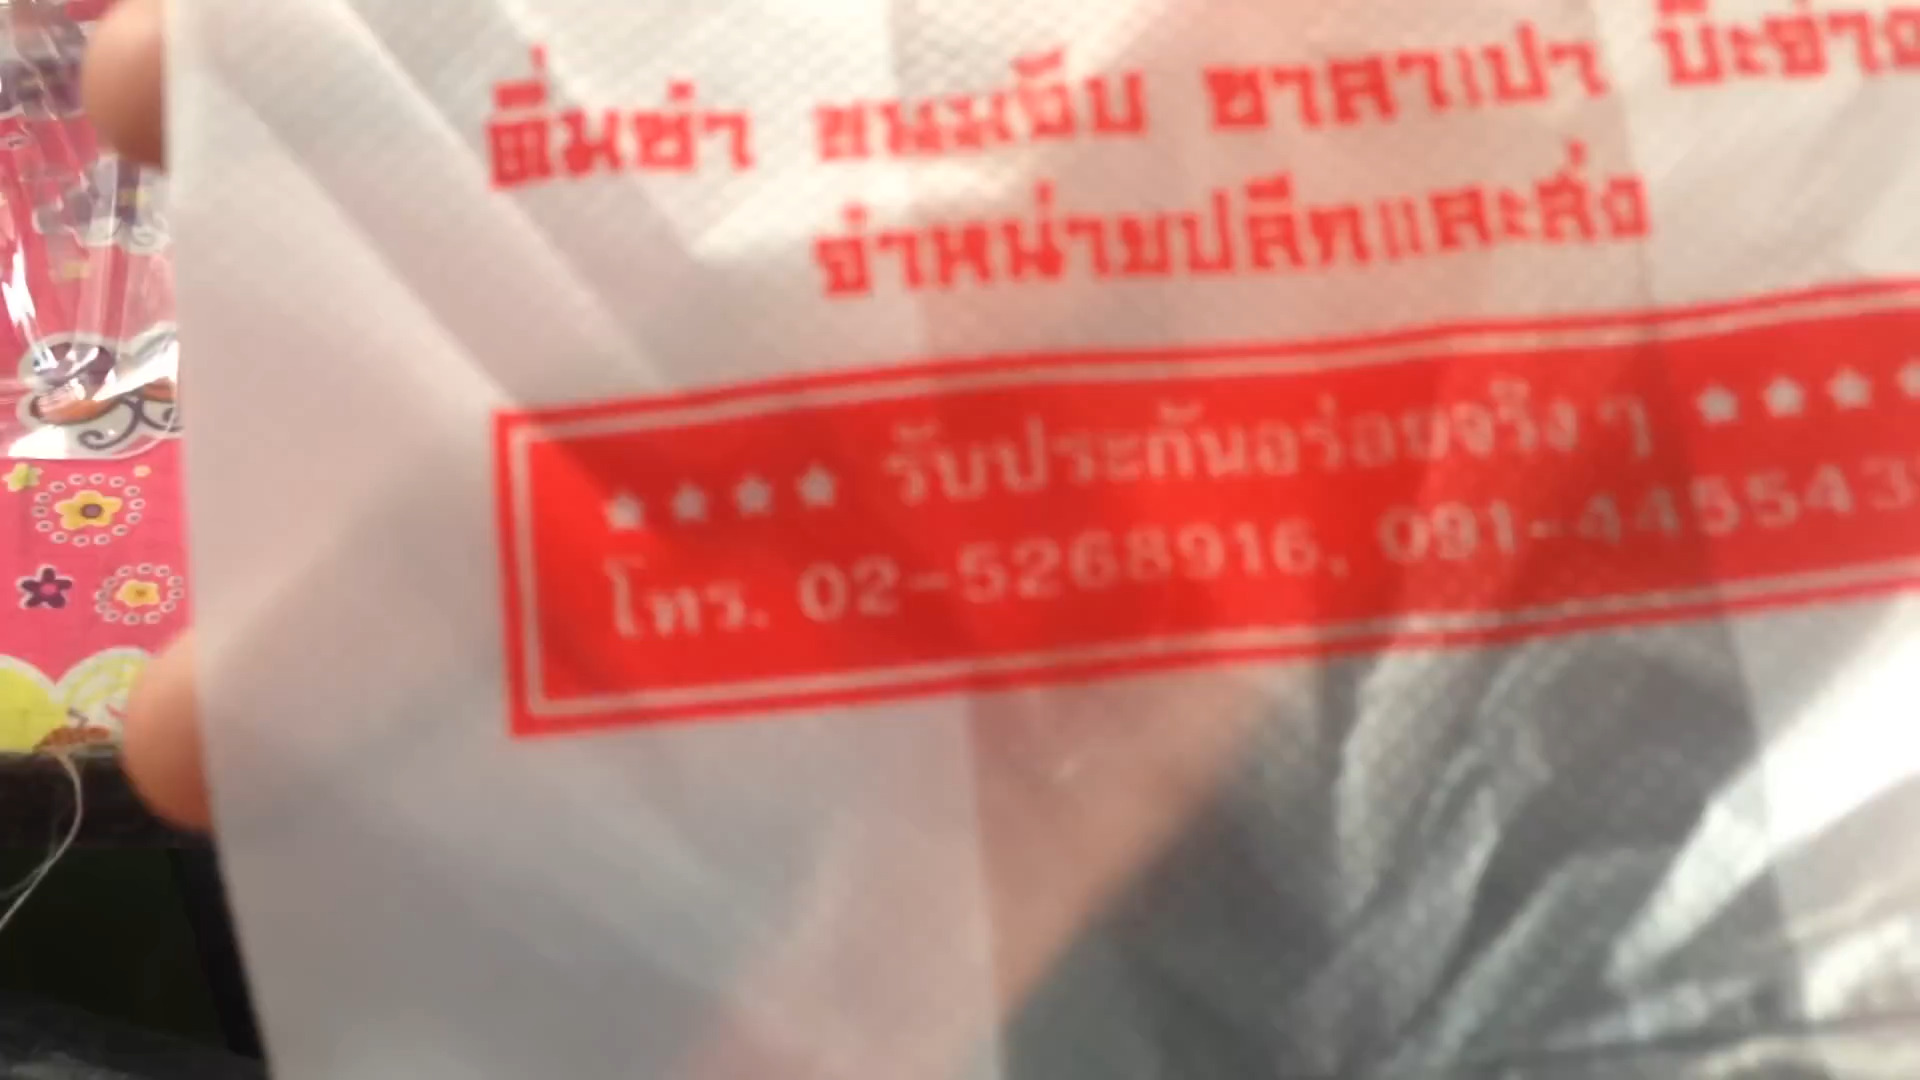 ติ่มซำ ขนมจีบ ซาลาเปา บ๊ะจ่าง
จำหน่ายปลีกและส่ง
**** รับประกันอร่อยจริงๆ ****
โทร. 02-5268916, 091-445543